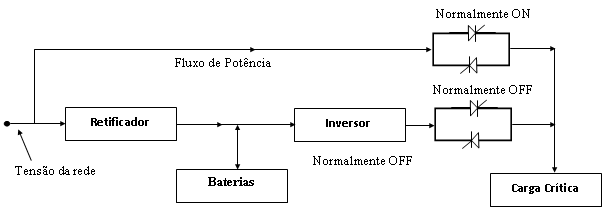 Normalmente ON
Fluxo de Potência
Normalmente OFF
Retificador
Inversor
Normalmente OFF
Tensão da rede
Baterias
Carga Crítica